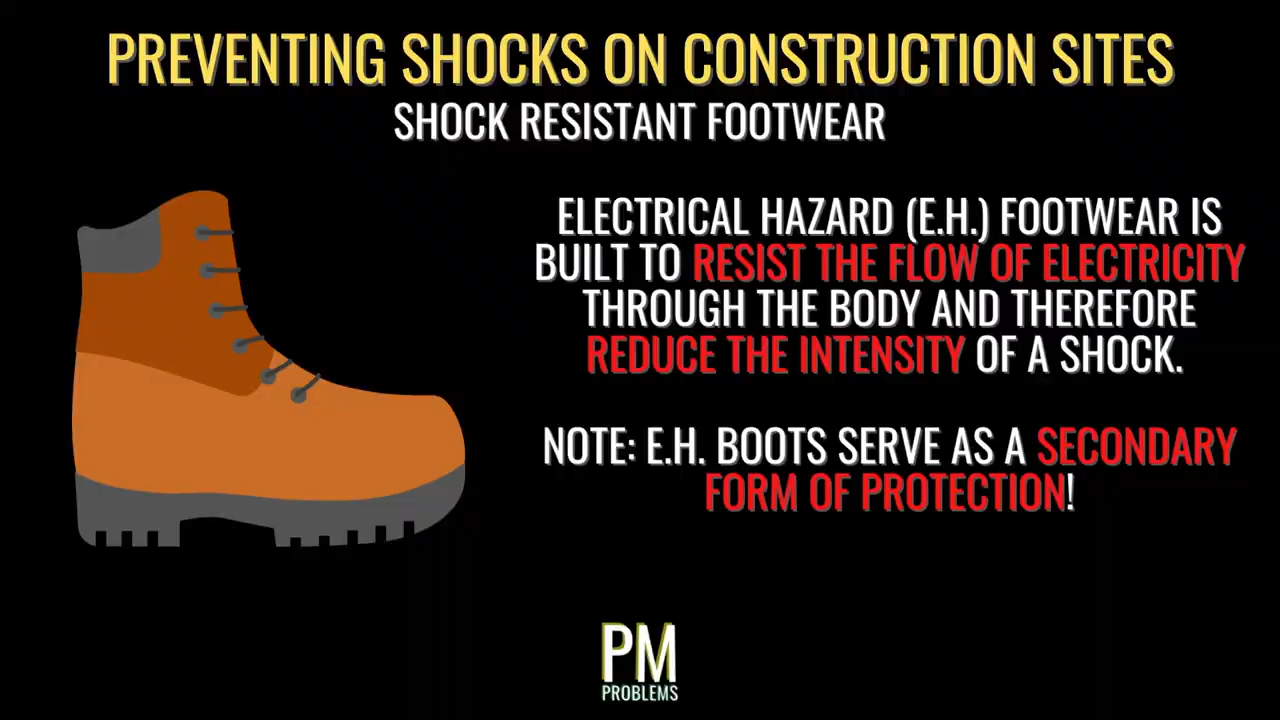 PREVENTING SHOCKS ON CONSTRUCTION SITES
SHOCK RESISTANT FOOTWEAR
ELECTRICAL HAZARD (E.H.) FOOTWEAR IS
BUILT TO RESIST THE FLOW OF ELECTRICITY
THROUGH THE BODY AND THEREFORE
REDUCE THE INTENSITY OF A SHOCK.
NOTE: E.H. BOOTS SERVE AS A SECONDARY
FORM OF PROTECTION!
PM
PROBLEMS